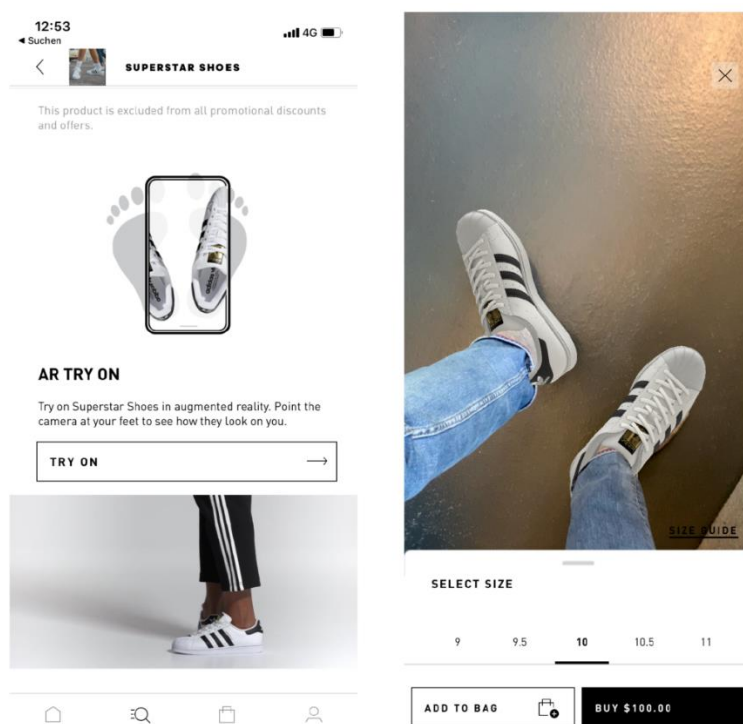 12:53
4G
◀ Suchen
SUPERSTAR SHOES
This product is excluded from all promotional discounts
and offers.
AR TRY ON
Try on Superstar Shoes in augmented reality. Point the
camera at your feet to see how they look on you.
TRY ON
SIZE GUIDE
SELECT SIZE
9 9.5 10 10.5 11
ADD TO BAG
BUY $100.00